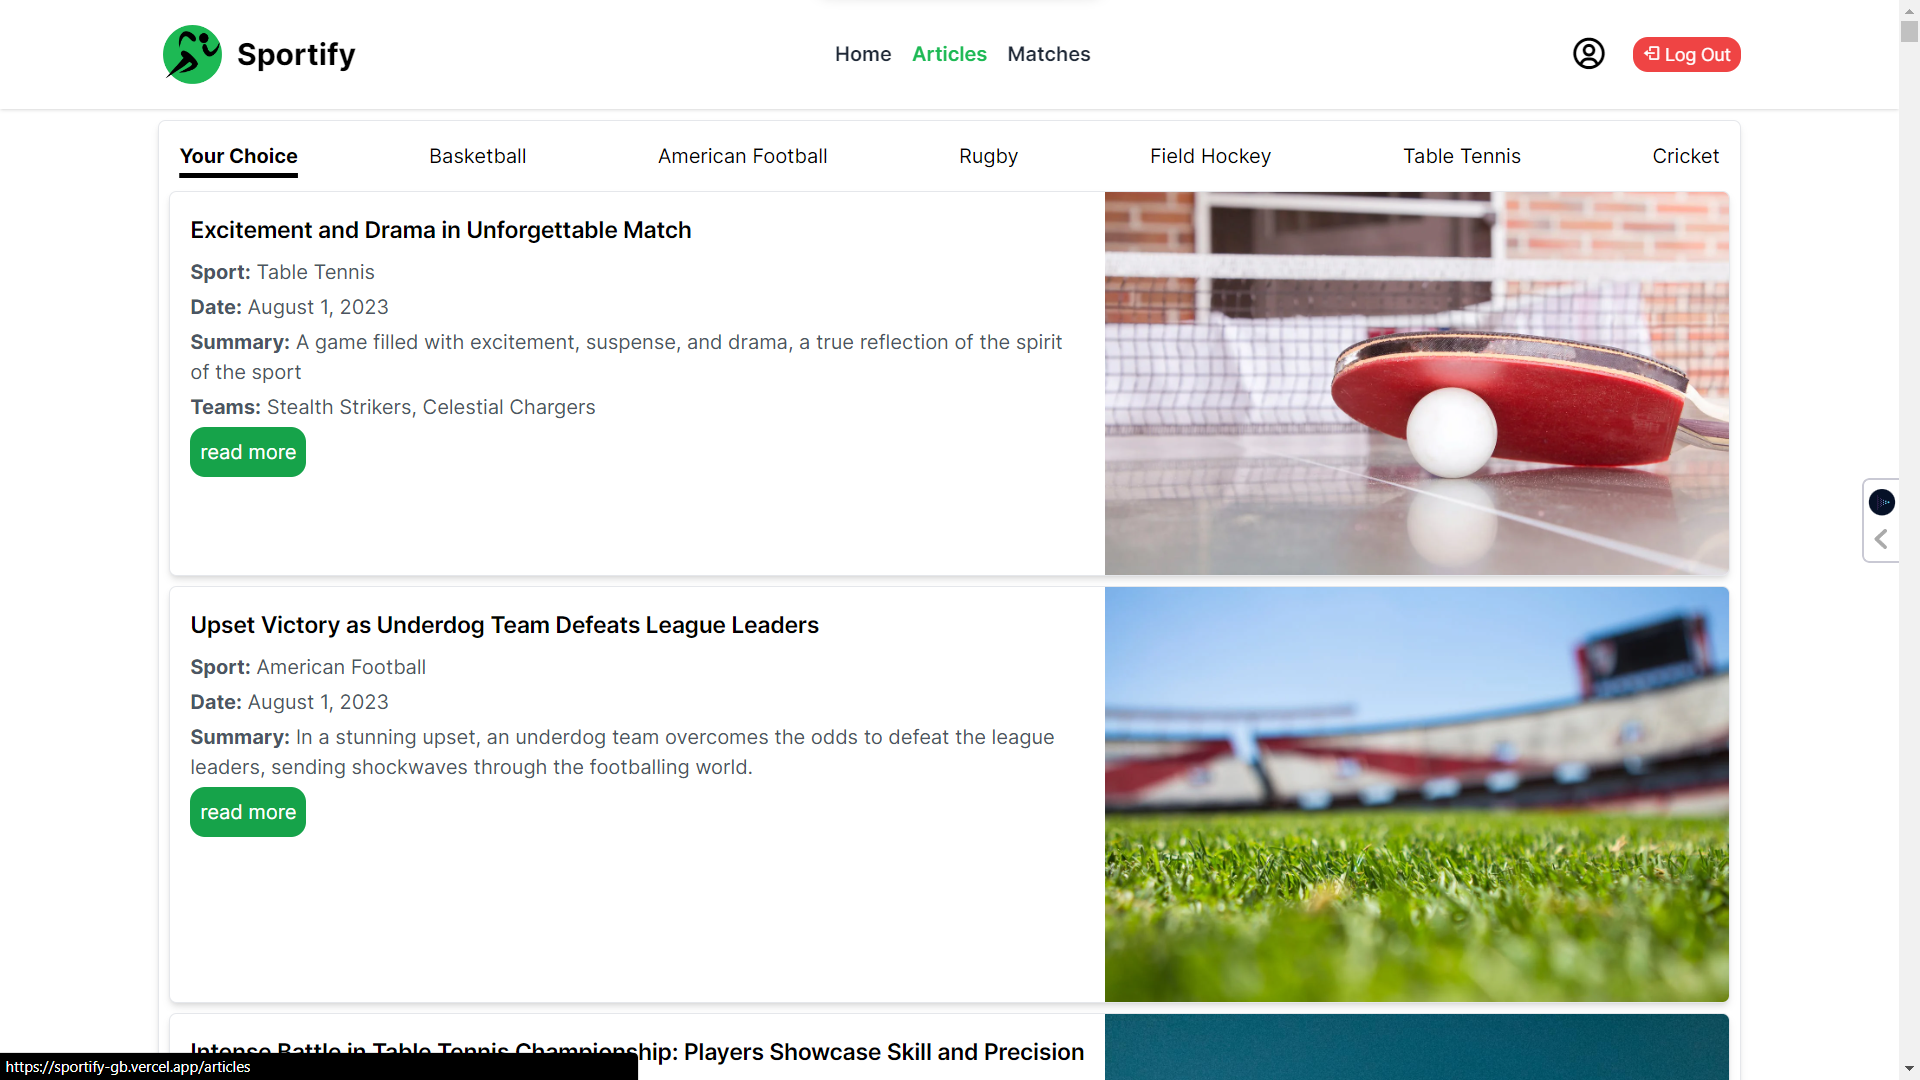 Sportify
Home Articles Matches
Log Out
Your Choice Basketball American Football Rugby Field Hockey Table Tennis Cricket
Excitement and Drama in Unforgettable Match
Sport: Table Tennis
Date: August 1, 2023
Summary: A game filled with excitement, suspense, and drama, a true reflection of the spirit
of the sport
Teams: Stealth Strikers, Celestial Chargers
read more
Upset Victory as Underdog Team Defeats League Leaders
Sport: American Football
Date: August 1, 2023
Summary: In a stunning upset, an underdog team overcomes the odds to defeat the league
leaders, sending shockwaves through the footballing world.
read more
Intense Battle in Table Tennis Championship: Players Showcase Skill and Precision
https://sportify-gb.vercel.app/articles